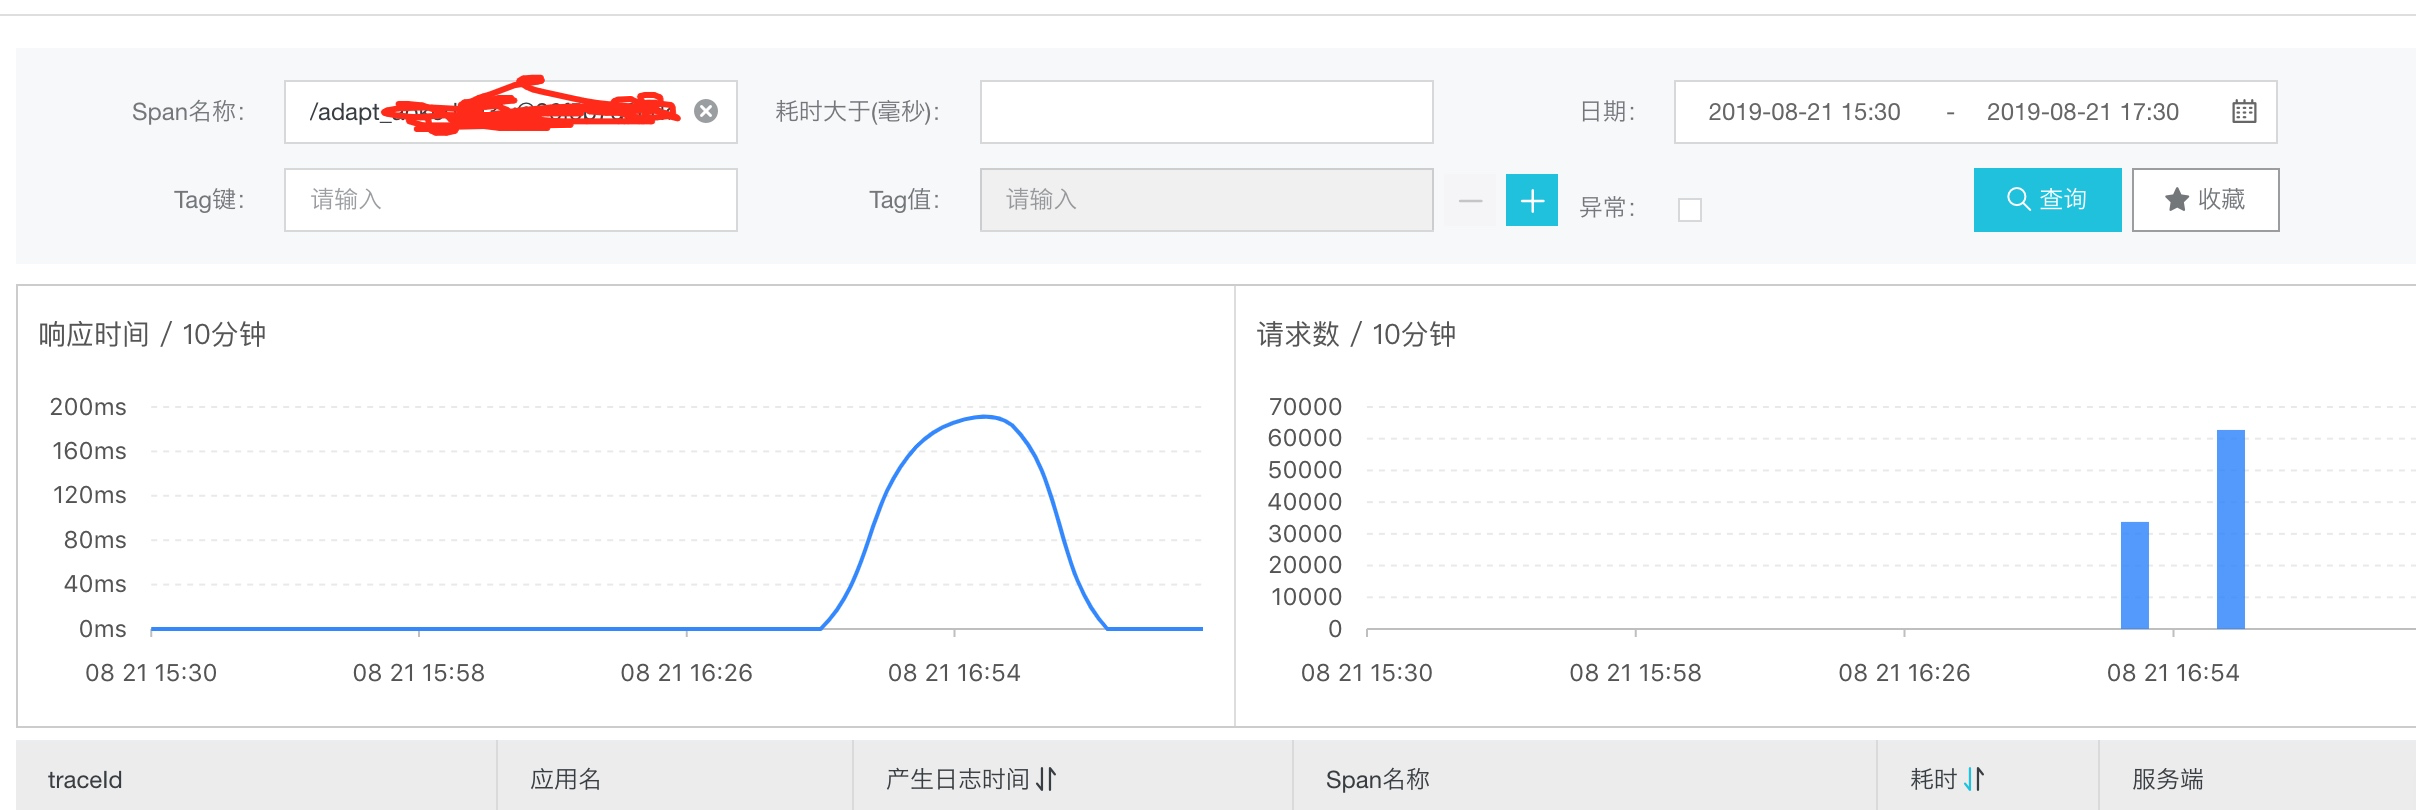 Span名称： /adapt_ 耗时大于(毫秒)： 日期： 2019-08-21 15:30 - 2019-08-21 17:30
Tag键： 请输入 Tag值： 请输入 异常： 查询 收藏
响应时间 / 10分钟
200ms
160ms
120ms
80ms
40ms
0ms
08 21 15:30 08 21 15:58 08 21 16:26 08 21 16:54
请求数 / 10分钟
70000
60000
50000
40000
30000
20000
10000
0
08 21 15:30 08 21 15:58 08 21 16:26 08 21 16:54
traceId 应用名 产生日志时间 Span名称 耗时 服务端